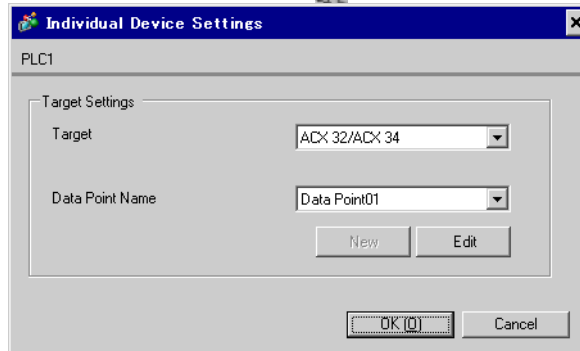 Individual Device Settings
PLC1
Target Settings
Target
ACX 32/ACX 34
Data Point Name
Data Point01
New
Edit
OK (O)
Cancel